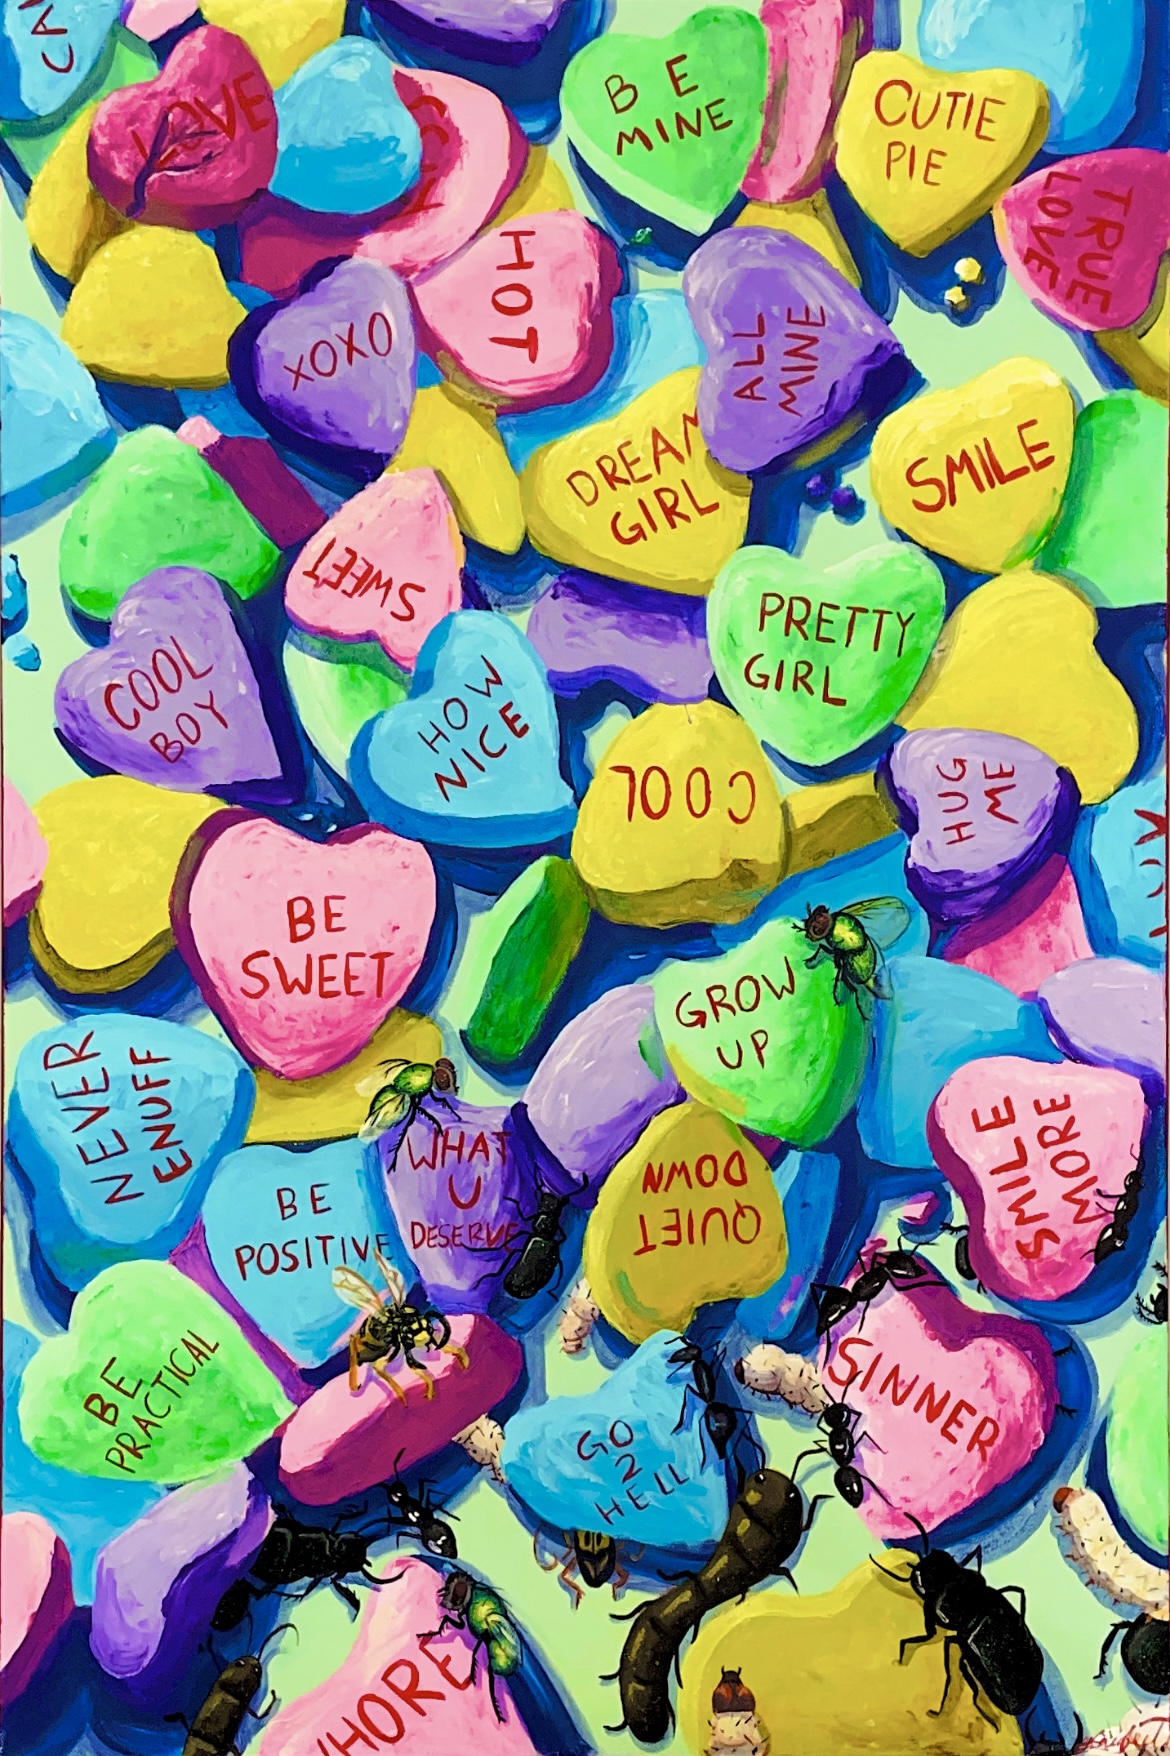 LOVE
BE
MINE
CUTIE
PIE
TRUE
LOVE
HOT
XOXO
ALL
MINE
DREAM
GIRL
SMILE
SWEET
PRETTY
GIRL
COOL
BOY
HOW
NICE
COOL
HUG
ME
BE
SWEET
GROW
UP
NEVER
ENUFF
WHAT
U
DESERVE
BE
POSITIVE
QUIET
DOWN
SMILE
MORE
BE
PRACTICAL
SINNER
GO
2
HELL
HORE